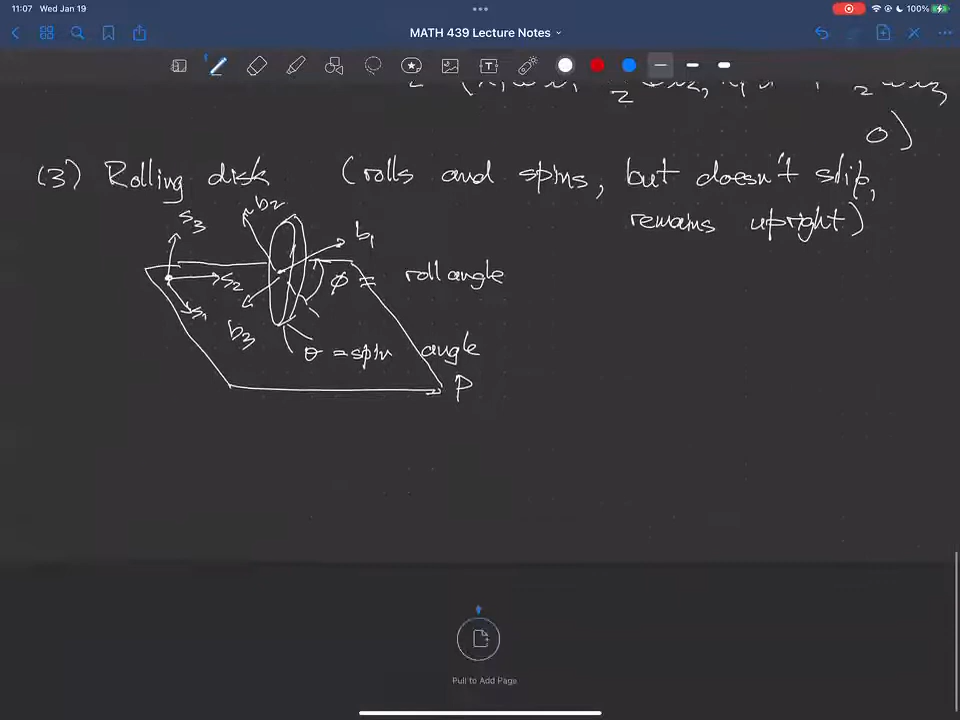 11:07 Wed Jan 19
100%
MATH 439 Lecture Notes
0)
(3) Rolling disk (rolls and spins, but doesn't slip,
remains upright)
s3 b2 b1
s2 ϕ = roll angle
s1 b3
θ = spin angle
P
Pull to Add Page